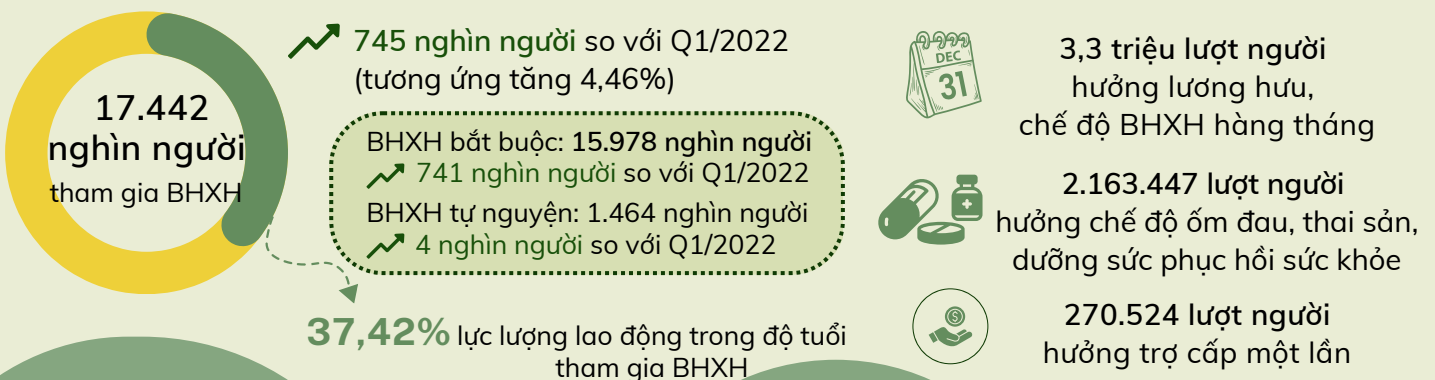 17.442
nghìn người
tham gia BHXH
745 nghìn người so với Q1/2022
(tương ứng tăng 4,46%)
BHXH bắt buộc: 15.978 nghìn người
741 nghìn người so với Q1/2022
BHXH tự nguyện: 1.464 nghìn người
4 nghìn người so với Q1/2022
37,42% lực lượng lao động trong độ tuổi
tham gia BHXH
DEC
31
3,3 triệu lượt người
hưởng lương hưu,
chế độ BHXH hàng tháng
2.163.447 lượt người
hưởng chế độ ốm đau, thai sản,
dưỡng sức phục hồi sức khỏe
$
270.524 lượt người
hưởng trợ cấp một lần